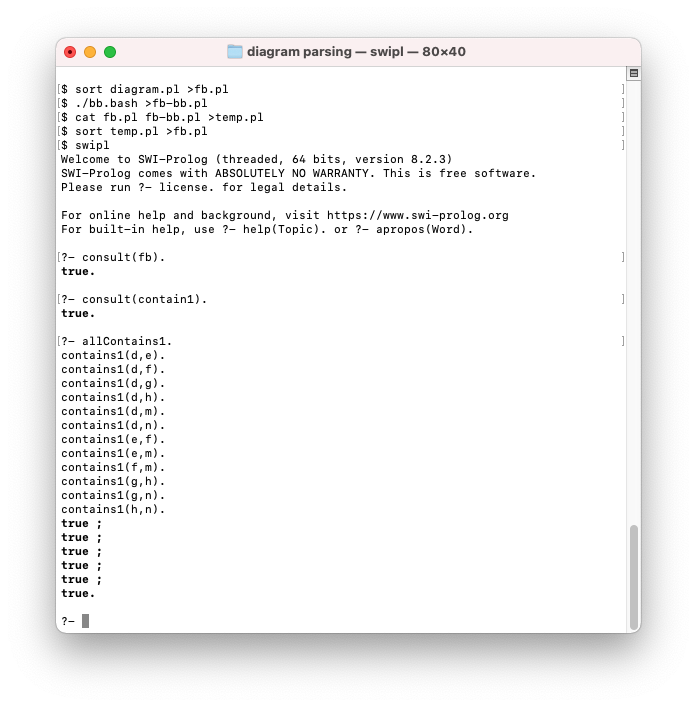 diagram parsing — swipl — 80×40
[$ sort diagram.pl >fb.pl ]
[$ ./bb.bash >fb-bb.pl ]
[$ cat fb.pl fb-bb.pl >temp.pl ]
[$ sort temp.pl >fb.pl ]
[$ swipl ]
Welcome to SWI-Prolog (threaded, 64 bits, version 8.2.3)
SWI-Prolog comes with ABSOLUTELY NO WARRANTY. This is free software.
Please run ?- license. for legal details.
For online help and background, visit https://www.swi-prolog.org
For built-in help, use ?- help(Topic). or ?- apropos(Word).
[?- consult(fb). ]
true.
[?- consult(contain1). ]
true.
[?- allContains1. ]
contains1(d,e).
contains1(d,f).
contains1(d,g).
contains1(d,h).
contains1(d,m).
contains1(d,n).
contains1(e,f).
contains1(e,m).
contains1(f,m).
contains1(g,h).
contains1(g,n).
contains1(h,n).
true ;
true ;
true ;
true ;
true ;
true.
?-